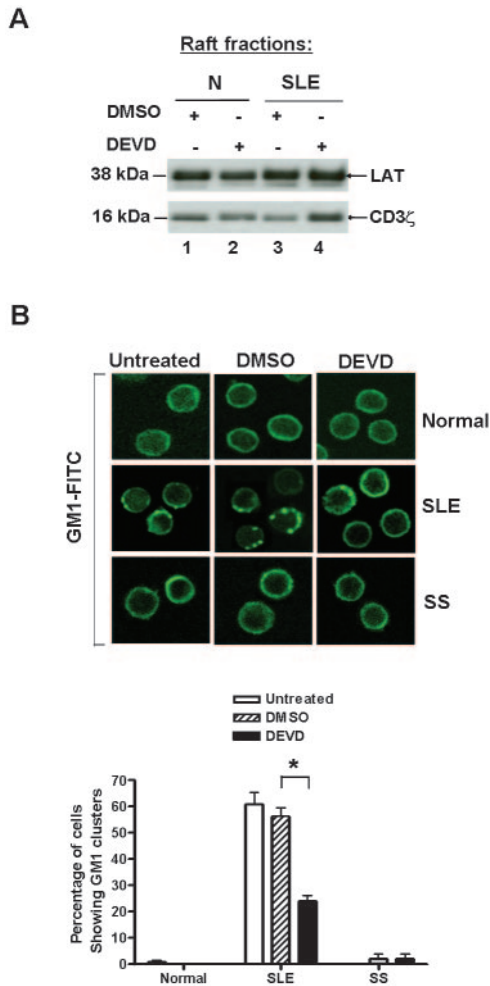 A
Raft fractions:
N SLE
DMSO + - + -
DEVD - + - +
38 kDa LAT
16 kDa CD3ζ
1 2 3 4
B
Untreated DMSO DEVD
GM1-FITC
Normal
SLE
SS
Untreated
DMSO
DEVD
*
Percentage of cells
Showing GM1 clusters
70
60
50
40
30
20
10
0
Normal SLE SS